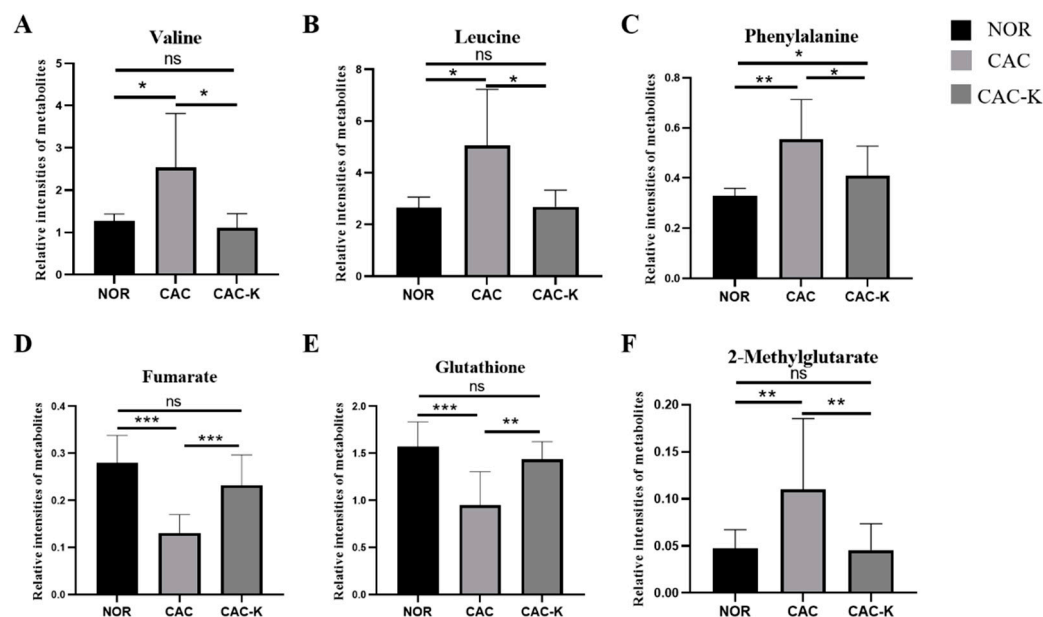 A
Valine
Relative intensities of metabolites
5
4
3
2
1
0
ns
*
*
NOR CAC CAC-K
B
Leucine
Relative intensities of metabolites
8
6
4
2
0
ns
*
*
NOR CAC CAC-K
C
Phenylalanine
Relative intensities of metabolites
0.8
0.6
0.4
0.2
0.0
*
**
*
NOR CAC CAC-K
NOR
CAC
CAC-K
D
Fumarate
Relative intensities of metabolites
0.4
0.3
0.2
0.1
0.0
ns
***
***
NOR CAC CAC-K
E
Glutathione
Relative intensities of metabolites
2.0
1.5
1.0
0.5
0.0
ns
***
**
NOR CAC CAC-K
F
2-Methylglutarate
Relative intensities of metabolites
0.20
0.15
0.10
0.05
0.00
ns
**
**
NOR CAC CAC-K